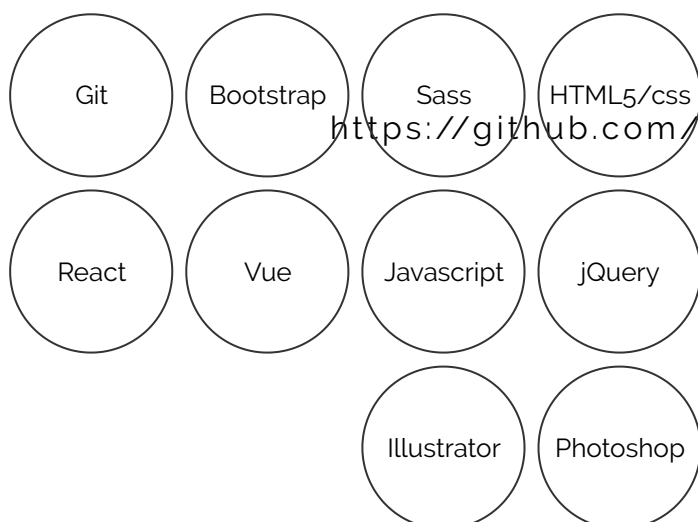 Git Bootstrap Sass HTML5/css
https://github.com/
React Vue Javascript jQuery
Illustrator Photoshop